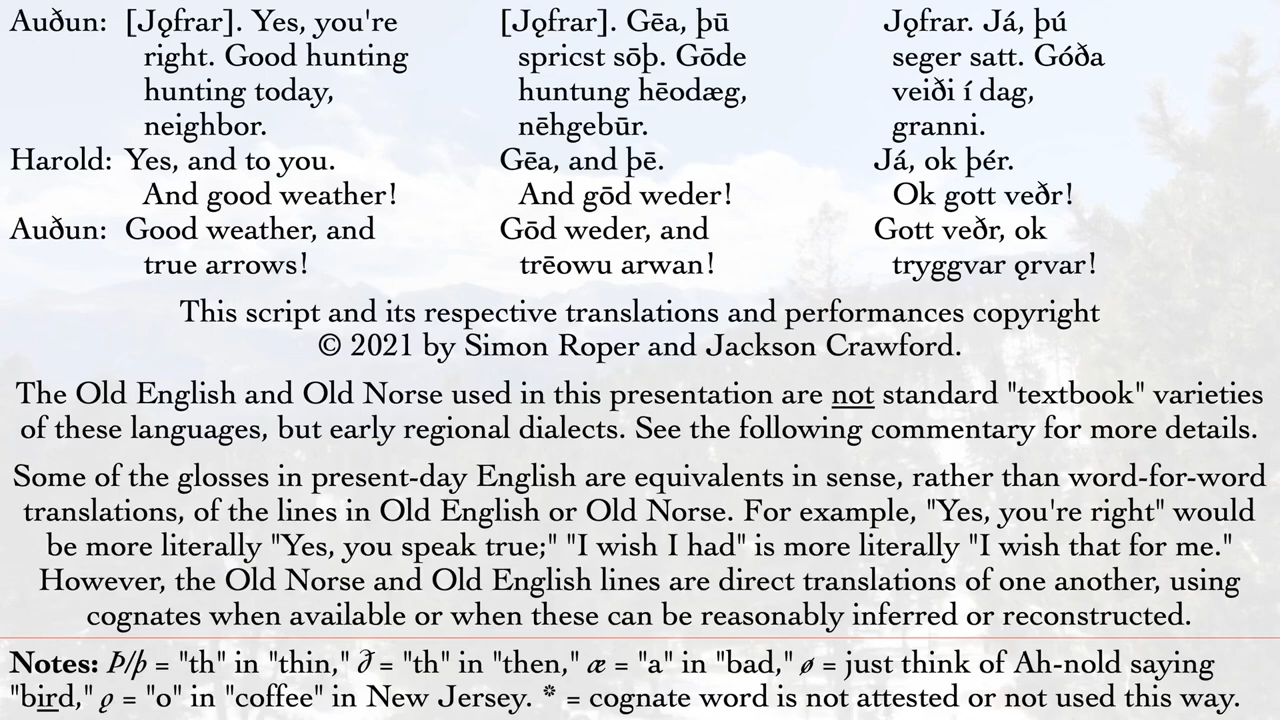 Auðun: [Jǫfrar]. Yes, you're [Jǫfrar]. Gēa, þū Jǫfrar. Já, þú
right. Good hunting spricst sōþ. Gōde seger satt. Góða
hunting today, huntung hēodæg, veiði í dag,
neighbor. nēhgebūr. granni.
Harold: Yes, and to you. Gēa, and þē. Já, ok þér.
And good weather! And gōd weder! Ok gott veðr!
Auðun: Good weather, and Gōd weder, and Gott veðr, ok
true arrows! trēowu arwan! tryggvar ǫrvar!
This script and its respective translations and performances copyright
© 2021 by Simon Roper and Jackson Crawford.
The Old English and Old Norse used in this presentation are not standard "textbook" varieties
of these languages, but early regional dialects. See the following commentary for more details.
Some of the glosses in present-day English are equivalents in sense, rather than word-for-word
translations, of the lines in Old English or Old Norse. For example, "Yes, you're right" would
be more literally "Yes, you speak true;" "I wish I had" is more literally "I wish that for me."
However, the Old Norse and Old English lines are direct translations of one another, using
cognates when available or when these can be reasonably inferred or reconstructed.
Notes: Þ/þ = "th" in "thin," ð = "th" in "then," æ = "a" in "bad," ø = just think of Ah-nold saying
"bird," ǫ = "o" in "coffee" in New Jersey. * = cognate word is not attested or not used this way.